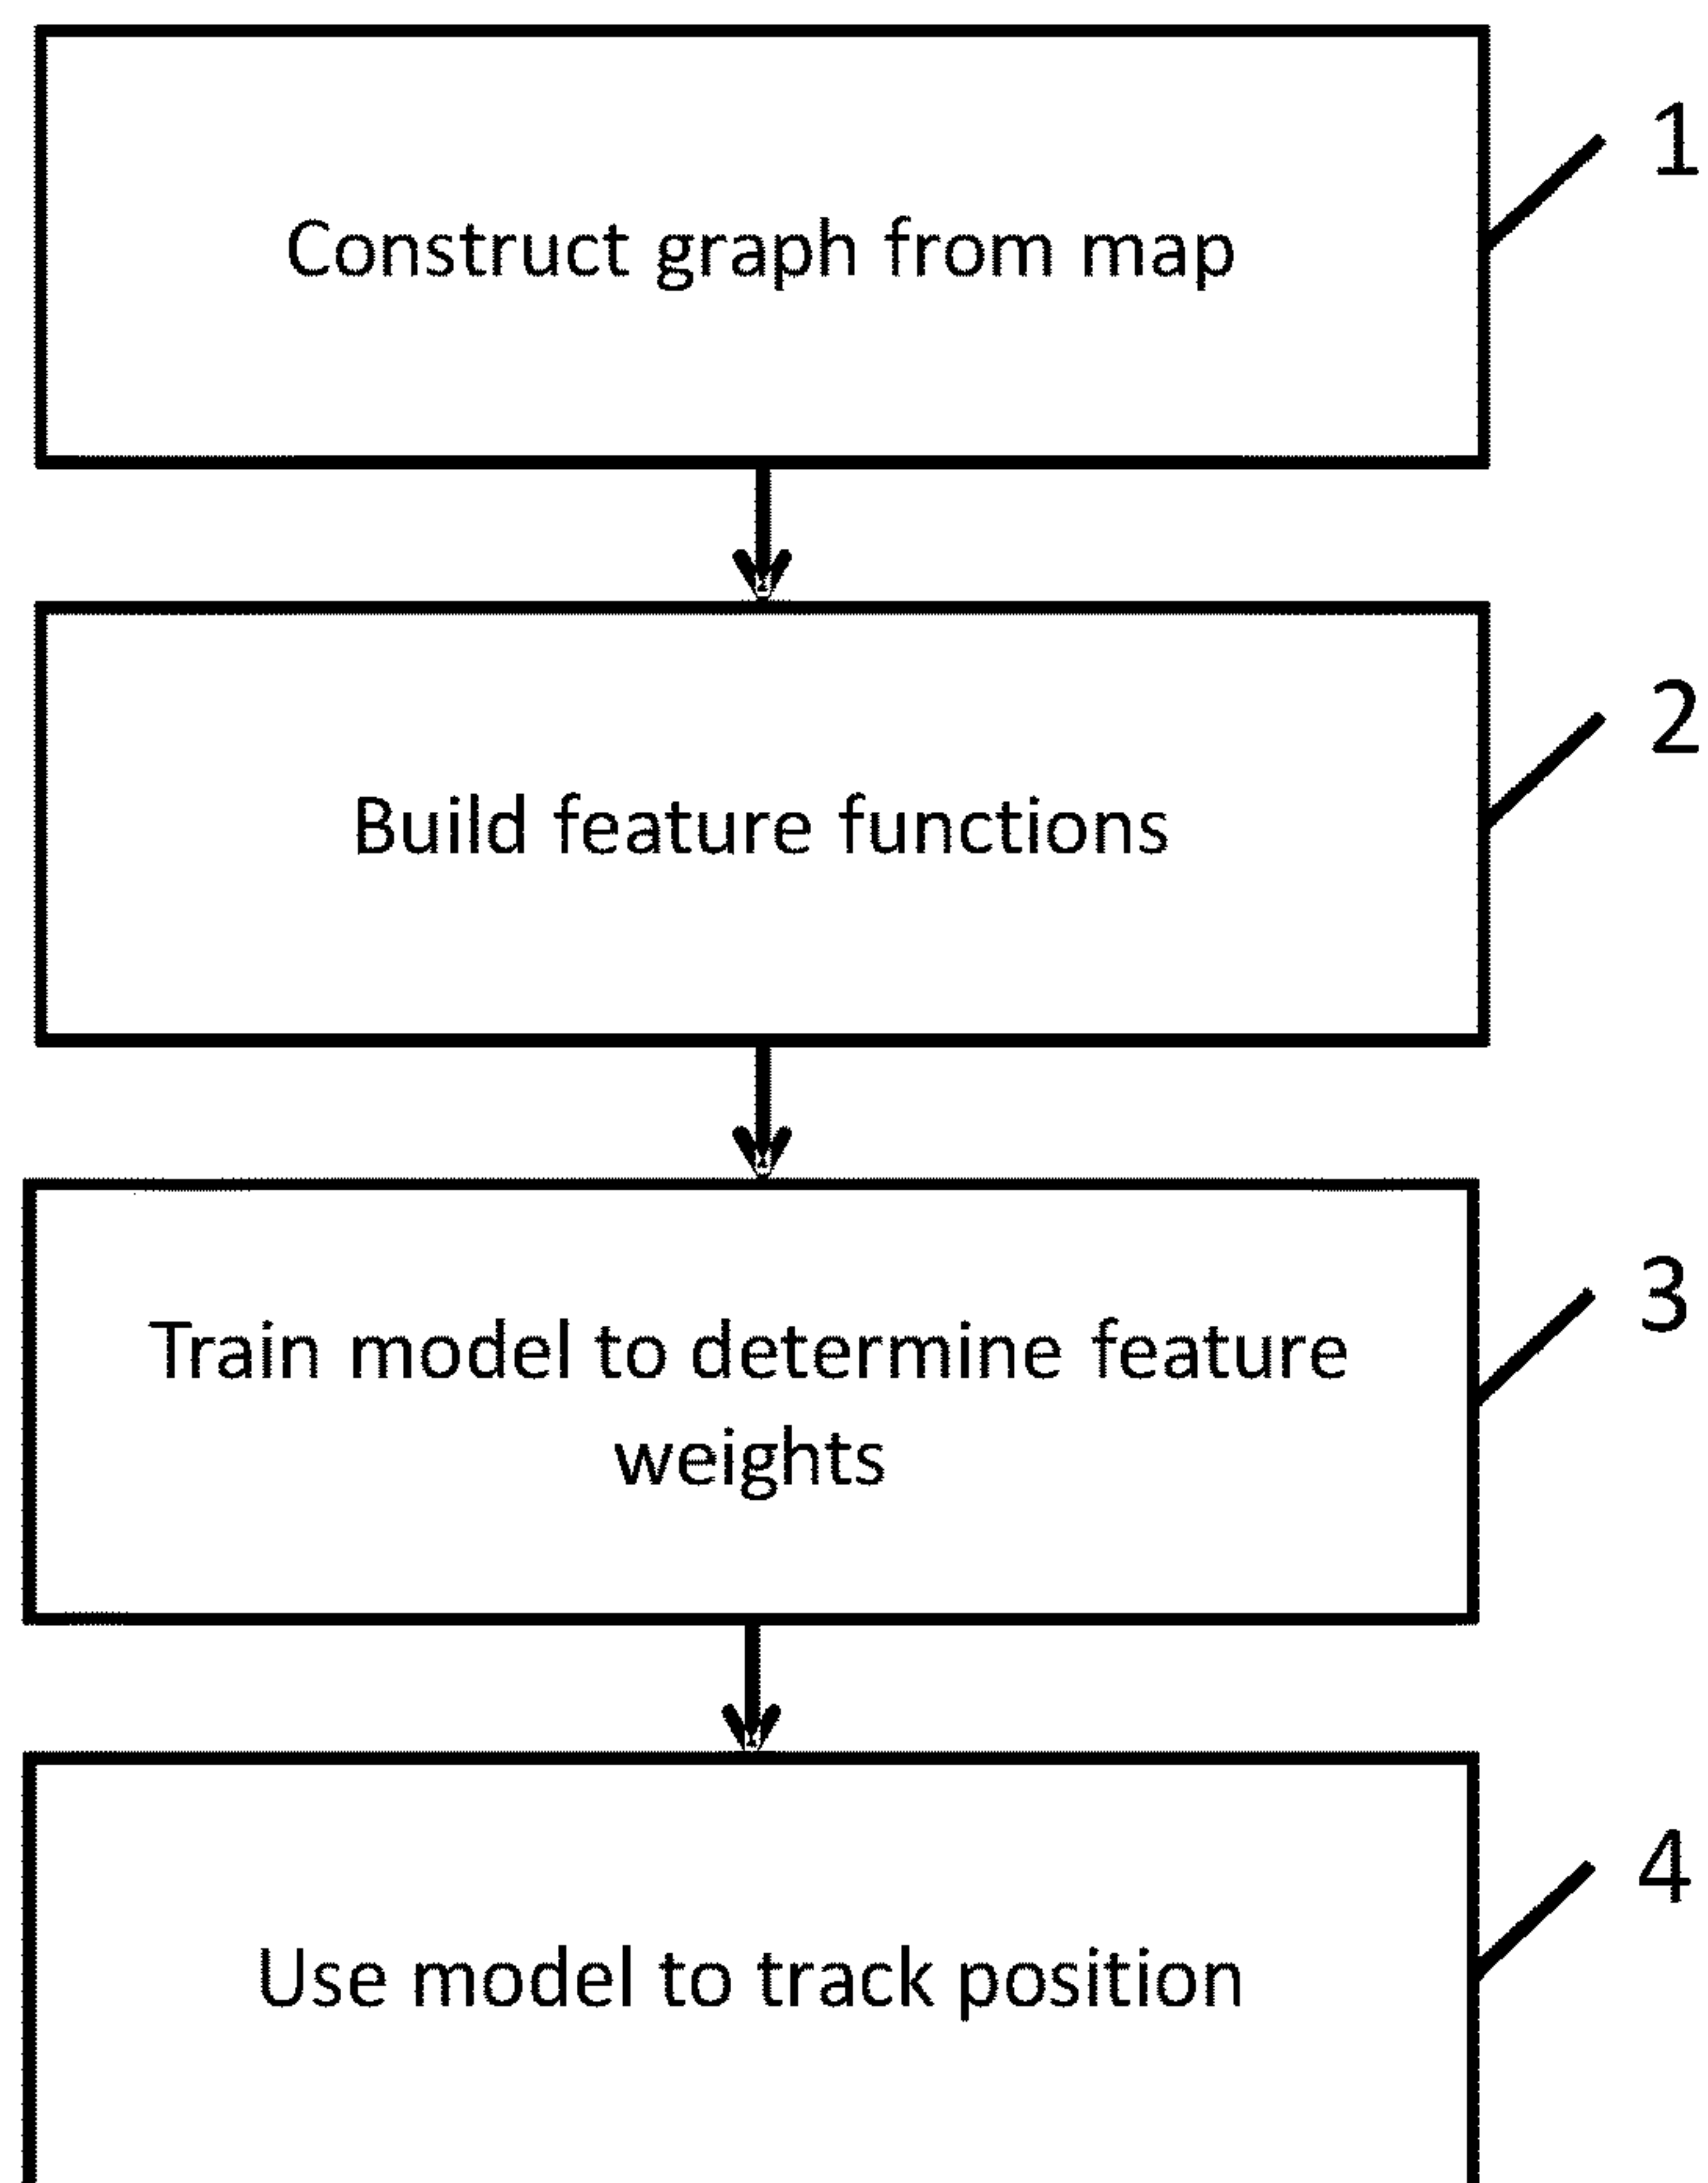 Construct graph from map
1
Build feature functions
2
Train model to determine feature
weights
3
Use model to track position
4